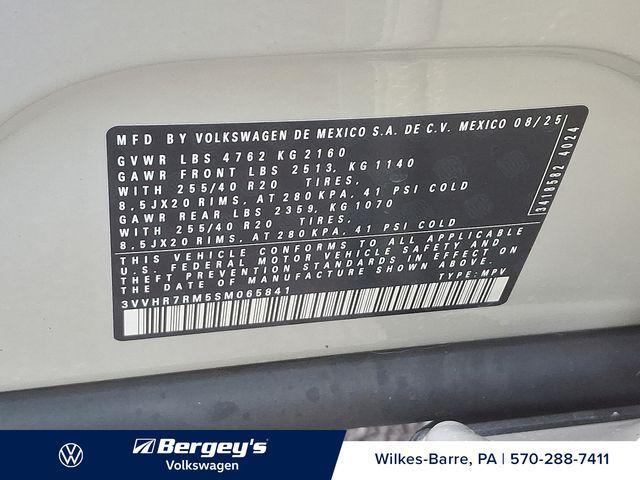 MFD BY VOLKSWAGEN DE MEXICO S.A. DE C.V. MEXICO 08/25
GVWR LBS 4762 KG 2160
GAWR FRONT LBS 2513, KG 1140
WITH 255/40 R20 TIRES,
8.5JX20 RIMS, AT 280 KPA, 41 PSI COLD
GAWR REAR LBS 2359, KG 1070
WITH 255/40 R20 TIRES,
8.5JX20 RIMS, AT 280 KPA, 41 PSI COLD
THIS VEHICLE CONFORMS TO ALL APPLICABLE
U.S. FEDERAL MOTOR VEHICLE SAFETY AND
THEFT PREVENTION STANDARDS IN EFFECT ON
THE DATE OF MANUFACTURE SHOWN ABOVE.
3VVHR7RM5SM065841 TYPE: MPV
3418582 4024
Bergey's
Volkswagen
Wilkes-Barre, PA | 570-288-7411